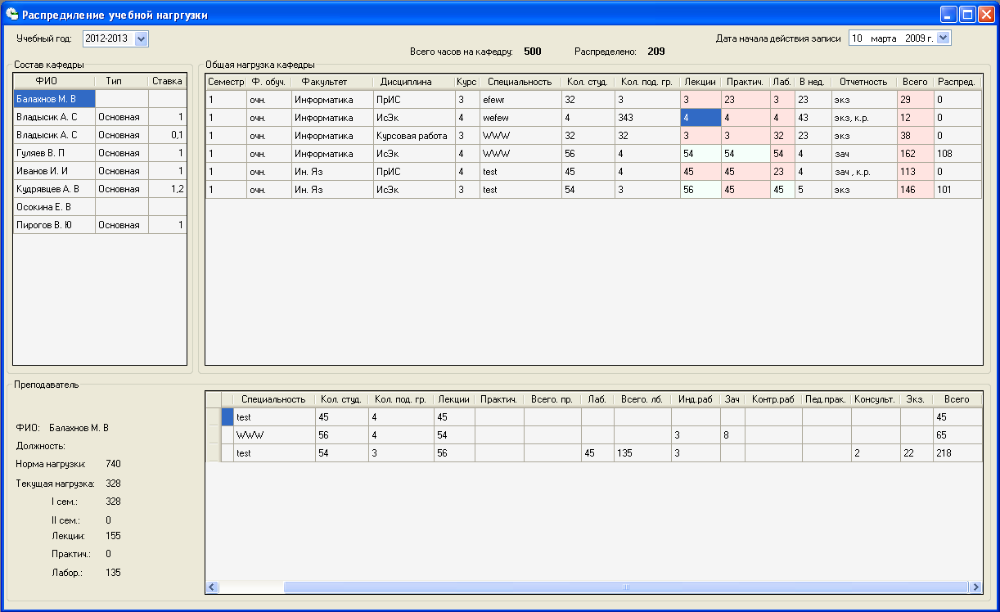 Распредиление учебной нагргузки
Учебный год: 2012-2013
Дата начала действия записи 10 марта 2009 г.
Всего часов на кафедру: 500 Распределено: 209
Состав кафедры
ФИО Тип Ставка
Балахнов М. В
Владысик А. С Основная 1
Владысик А. С Основная 0,1
Гуляев В. П Основная 1
Иванов И. И Основная 1
Кудрявцев А. В Основная 1,2
Осокина Е. В
Пирогов В. Ю Основная 1
Общая нагрузка кафедры
Семестр Ф. обуч. Факультет Дисциплина Курс Специальность Кол. студ. Кол. под. гр. Лекции Практич. Лаб. В нед. Отчетность Всего Распред.
1 очн. Информатика ПрИС 3 efewr 32 3 3 23 3 23 экз 29 0
1 очн. Информатика ИсЭк 4 wefew 4 343 4 4 4 43 экз, к.р. 12 0
1 очн. Информатика Курсовая работа 3 WWW 32 32 3 3 32 23 экз 38 0
1 очн. Информатика ИсЭк 4 WWW 56 4 54 54 54 4 зач 162 108
1 очн. Ин. Яз ПрИС 4 test 45 4 45 45 23 4 зач , к.р. 113 0
1 очн. Ин. Яз ИсЭк 3 test 54 3 56 45 45 5 экз 146 101
Преподаватель
ФИО: Балахнов М. В
Должность:
Норма нагрузки: 740
Текущая нагрузка: 328
I сем.: 328
II сем.: 0
Лекции: 155
Практич.: 0
Лабор.: 135
Специальность Кол. студ. Кол. под. гр. Лекции Практич. Всего. пр. Лаб. Всего. лб. Инд.раб Зач Контр.раб Пед.прак. Консульт. Экз. Всего
test 45 4 45 45
WWW 56 4 54 3 8 65
test 54 3 56 45 135 3 2 22 218